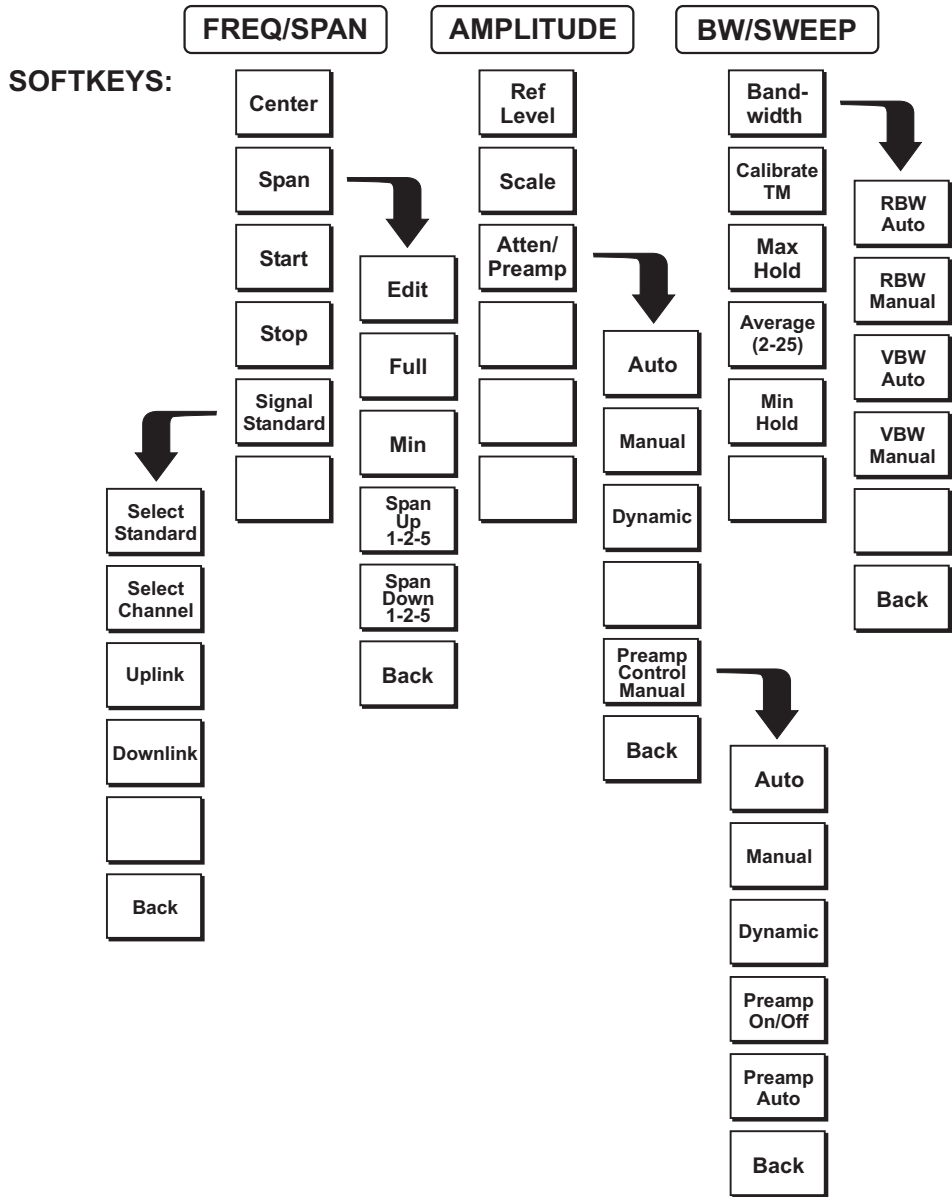 FREQ/SPAN
AMPLITUDE
BW/SWEEP
SOFTKEYS:
Center
Span
Start
Stop
Signal
Standard
Select
Standard
Select
Channel
Uplink
Downlink
Back
Edit
Full
Min
Span
Up
1-2-5
Span
Down
1-2-5
Back
Ref
Level
Scale
Atten/
Preamp
Auto
Manual
Dynamic
Preamp
Control
Manual
Back
Auto
Manual
Dynamic
Preamp
On/Off
Preamp
Auto
Back
Band-
width
Calibrate
TM
Max
Hold
Average
(2-25)
Min
Hold
RBW
Auto
RBW
Manual
VBW
Auto
VBW
Manual
Back